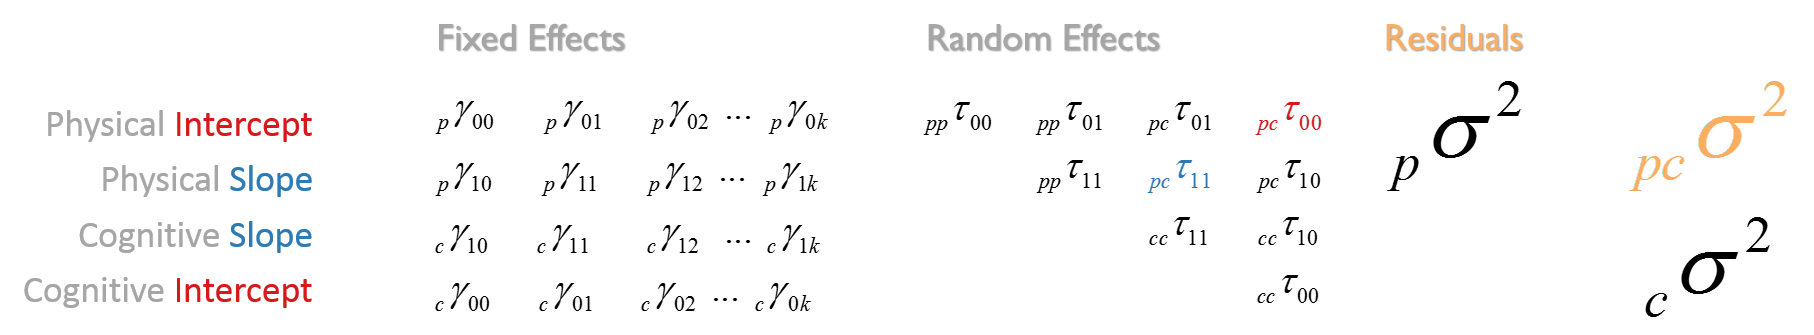 Fixed Effects Random Effects Residuals
Physical Intercept pγ00 pγ01 pγ02 ... pγ0k ppτ00 ppτ01 pcτ01 pcτ00 pσ² pcσ²
Physical Slope pγ10 pγ11 pγ12 ... pγ1k ppτ11 pcτ11 pcτ10
Cognitive Slope cγ10 cγ11 cγ12 ... cγ1k ccτ11 ccτ10 cσ²
Cognitive Intercept cγ00 cγ01 cγ02 ... cγ0k ccτ00